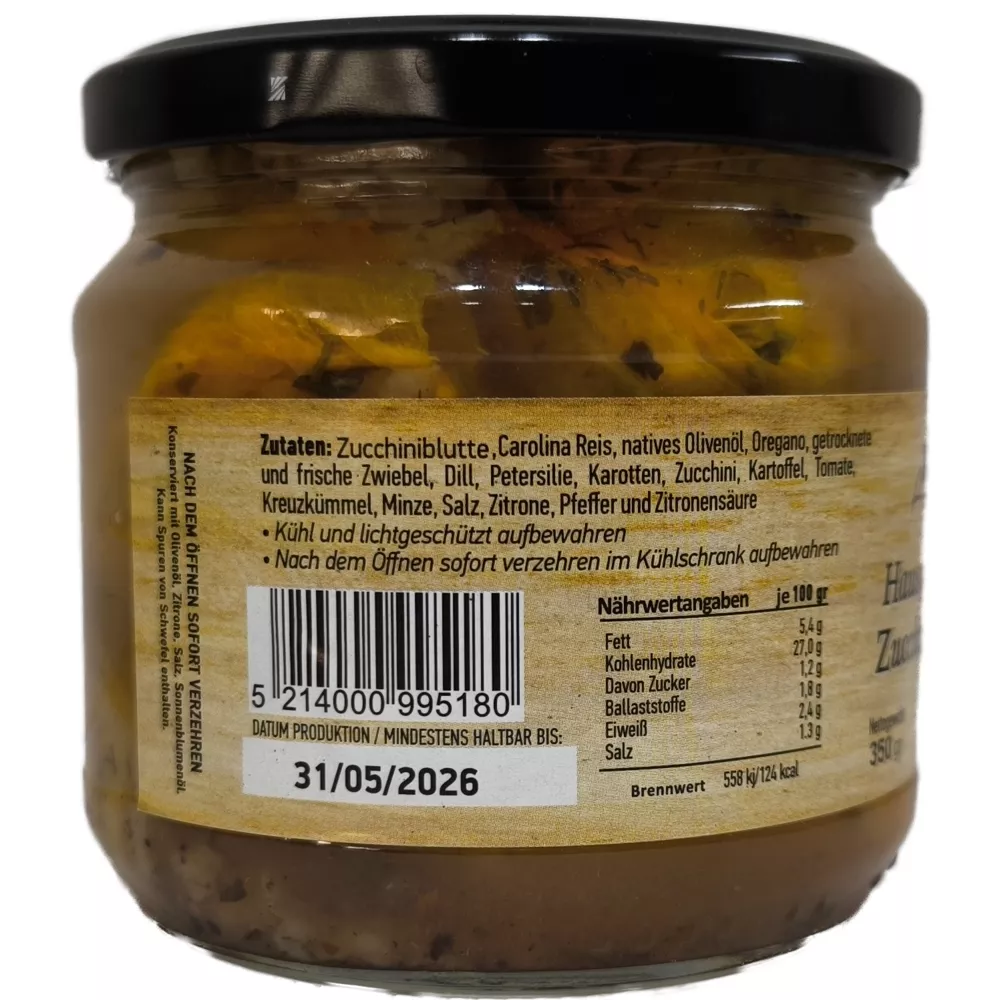 Zutaten: Zucchiniblutte, Carolina Reis, natives Olivenöl, Oregano, getrocknete
und frische Zwiebel, Dill, Petersilie, Karotten, Zucchini, Kartoffel, Tomate,
Kreuzkümmel, Minze, Salz, Zitrone, Pfeffer und Zitronensäure
• Kühl und lichtgeschützt aufbewahren
• Nach dem Öffnen sofort verzehren im Kühlschrank aufbewahren
NACH DEM ÖFFNEN SOFORT VERZEHREN
Konserviert mit Olivenöl, Zitrone, Salz, Sonnenblumenöl.
Kann Spuren von Schwefel enthalten.
5 214000 995180
DATUM PRODUKTION / MINDESTENS HALTBAR BIS:
31/05/2026
Nährwertangaben je 100 gr
Fett 5,4 g
Kohlenhydrate 27,0 g
Davon Zucker 1,2 g
Ballaststoffe 1,8 g
Eiweiß 2,4 g
Salz 1.3 g
Brennwert 558 kj/124 kcal
350 gr